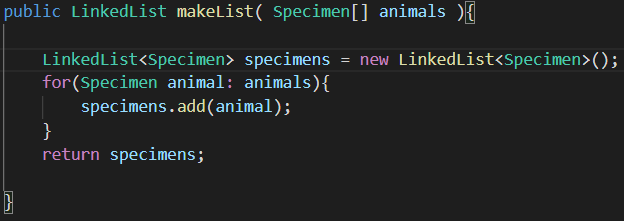 public LinkedList makeList( Specimen[] animals ){
LinkedList<Specimen> specimens = new LinkedList<Specimen>();
for(Specimen animal: animals){
specimens.add(animal);
}
return specimens;
}